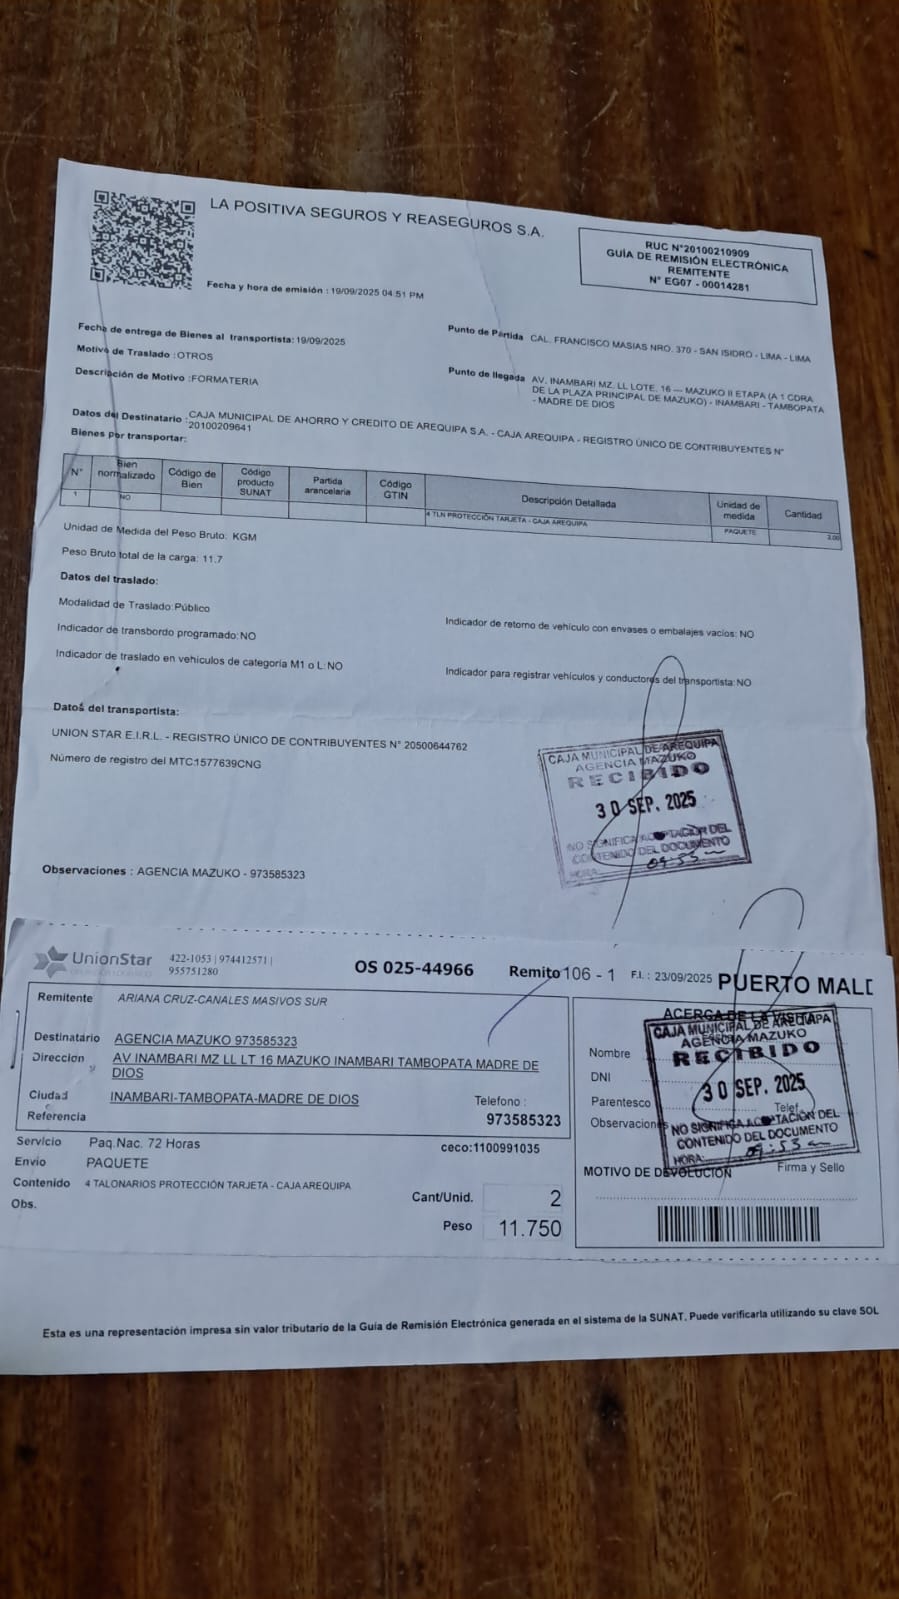 LA POSITIVA SEGUROS Y REASEGUROS S.A.
RUC N°20100210909
GUÍA DE REMISIÓN ELECTRÓNICA
REMITENTE
N° EG07 - 00014281
Fecha y hora de emisión : 19/09/2025 04:51 PM
Fecha de entrega de Bienes al transportista: 19/09/2025
Motivo de Traslado :OTROS
Descripción de Motivo :FORMATERIA
Punto de Partida CAL. FRANCISCO MASIAS NRO. 370 - SAN ISIDRO - LIMA - LIMA
Punto de llegada AV. INAMBARI MZ. LL LOTE. 16 — MAZUKO II ETAPA (A 1 CDRA
DE LA PLAZA PRINCIPAL DE MAZUKO) - INAMBARI - TAMBOPATA
- MADRE DE DIOS
Datos del Destinatario :CAJA MUNICIPAL DE AHORRO Y CREDITO DE AREQUIPA S.A. - CAJA AREQUIPA - REGISTRO ÚNICO DE CONTRIBUYENTES N°
20100209641
Bienes por transportar:
N° Bien normalizado Código de Bien Código producto SUNAT Partida arancelaria Código GTIN Descripción Detallada Unidad de medida Cantidad
1 NO 4 TLN PROTECCIÓN TARJETA - CAJA AREQUIPA PAQUETE 2.00
Unidad de Medida del Peso Bruto: KGM
Peso Bruto total de la carga: 11.7
Datos del traslado:
Modalidad de Traslado:Público
Indicador de transbordo programado:NO
Indicador de traslado en vehículos de categoría M1 o L:NO
Indicador de retorno de vehículo con envases o embalajes vacíos: NO
Indicador para registrar vehículos y conductores del transportista:NO
Datos del transportista:
UNION STAR E.I.R.L. - REGISTRO ÚNICO DE CONTRIBUYENTES N° 20500644762
Número de registro del MTC:1577639CNG
CAJA MUNICIPAL DE AREQUIPA
AGENCIA MAZUKO
RECIBIDO
30 SEP. 2025
NO SIGNIFICA ACEPTACIÓN DEL
CONTENIDO DEL DOCUMENTO
HORA: 09:53
Observaciones : AGENCIA MAZUKO - 973585323
UnionStar
422-1053 | 974412571 |
955751280
OS 025-44966
Remito 106 - 1
F.I. : 23/09/2025
PUERTO MALD
Remitente ARIANA CRUZ-CANALES MASIVOS SUR
Destinatario AGENCIA MAZUKO 973585323
Direccion AV INAMBARI MZ LL LT 16 MAZUKO INAMBARI TAMBOPATA MADRE DE
DIOS
Ciudad INAMBARI-TAMBOPATA-MADRE DE DIOS
Referencia
Telefono :
973585323
Servicio Paq.Nac. 72 Horas
ceco:1100991035
Envio PAQUETE
Contenido 4 TALONARIOS PROTECCIÓN TARJETA - CAJA AREQUIPA
Obs.
Cant/Unid. 2
Peso 11.750
ACERCA DE LA VISITA
Nombre
DNI
Parentesco
Telef
Observaciones
CAJA MUNICIPAL DE AREQUIPA
AGENCIA MAZUKO
RECIBIDO
30 SEP. 2025
NO SIGNIFICA ACEPTACIÓN DEL
CONTENIDO DEL DOCUMENTO
HORA: 09:53
MOTIVO DE DEVOLUCIÓN
Firma y Sello
Esta es una representación impresa sin valor tributario de la Guía de Remisión Electrónica generada en el sistema de la SUNAT. Puede verificarla utilizando su clave SOL